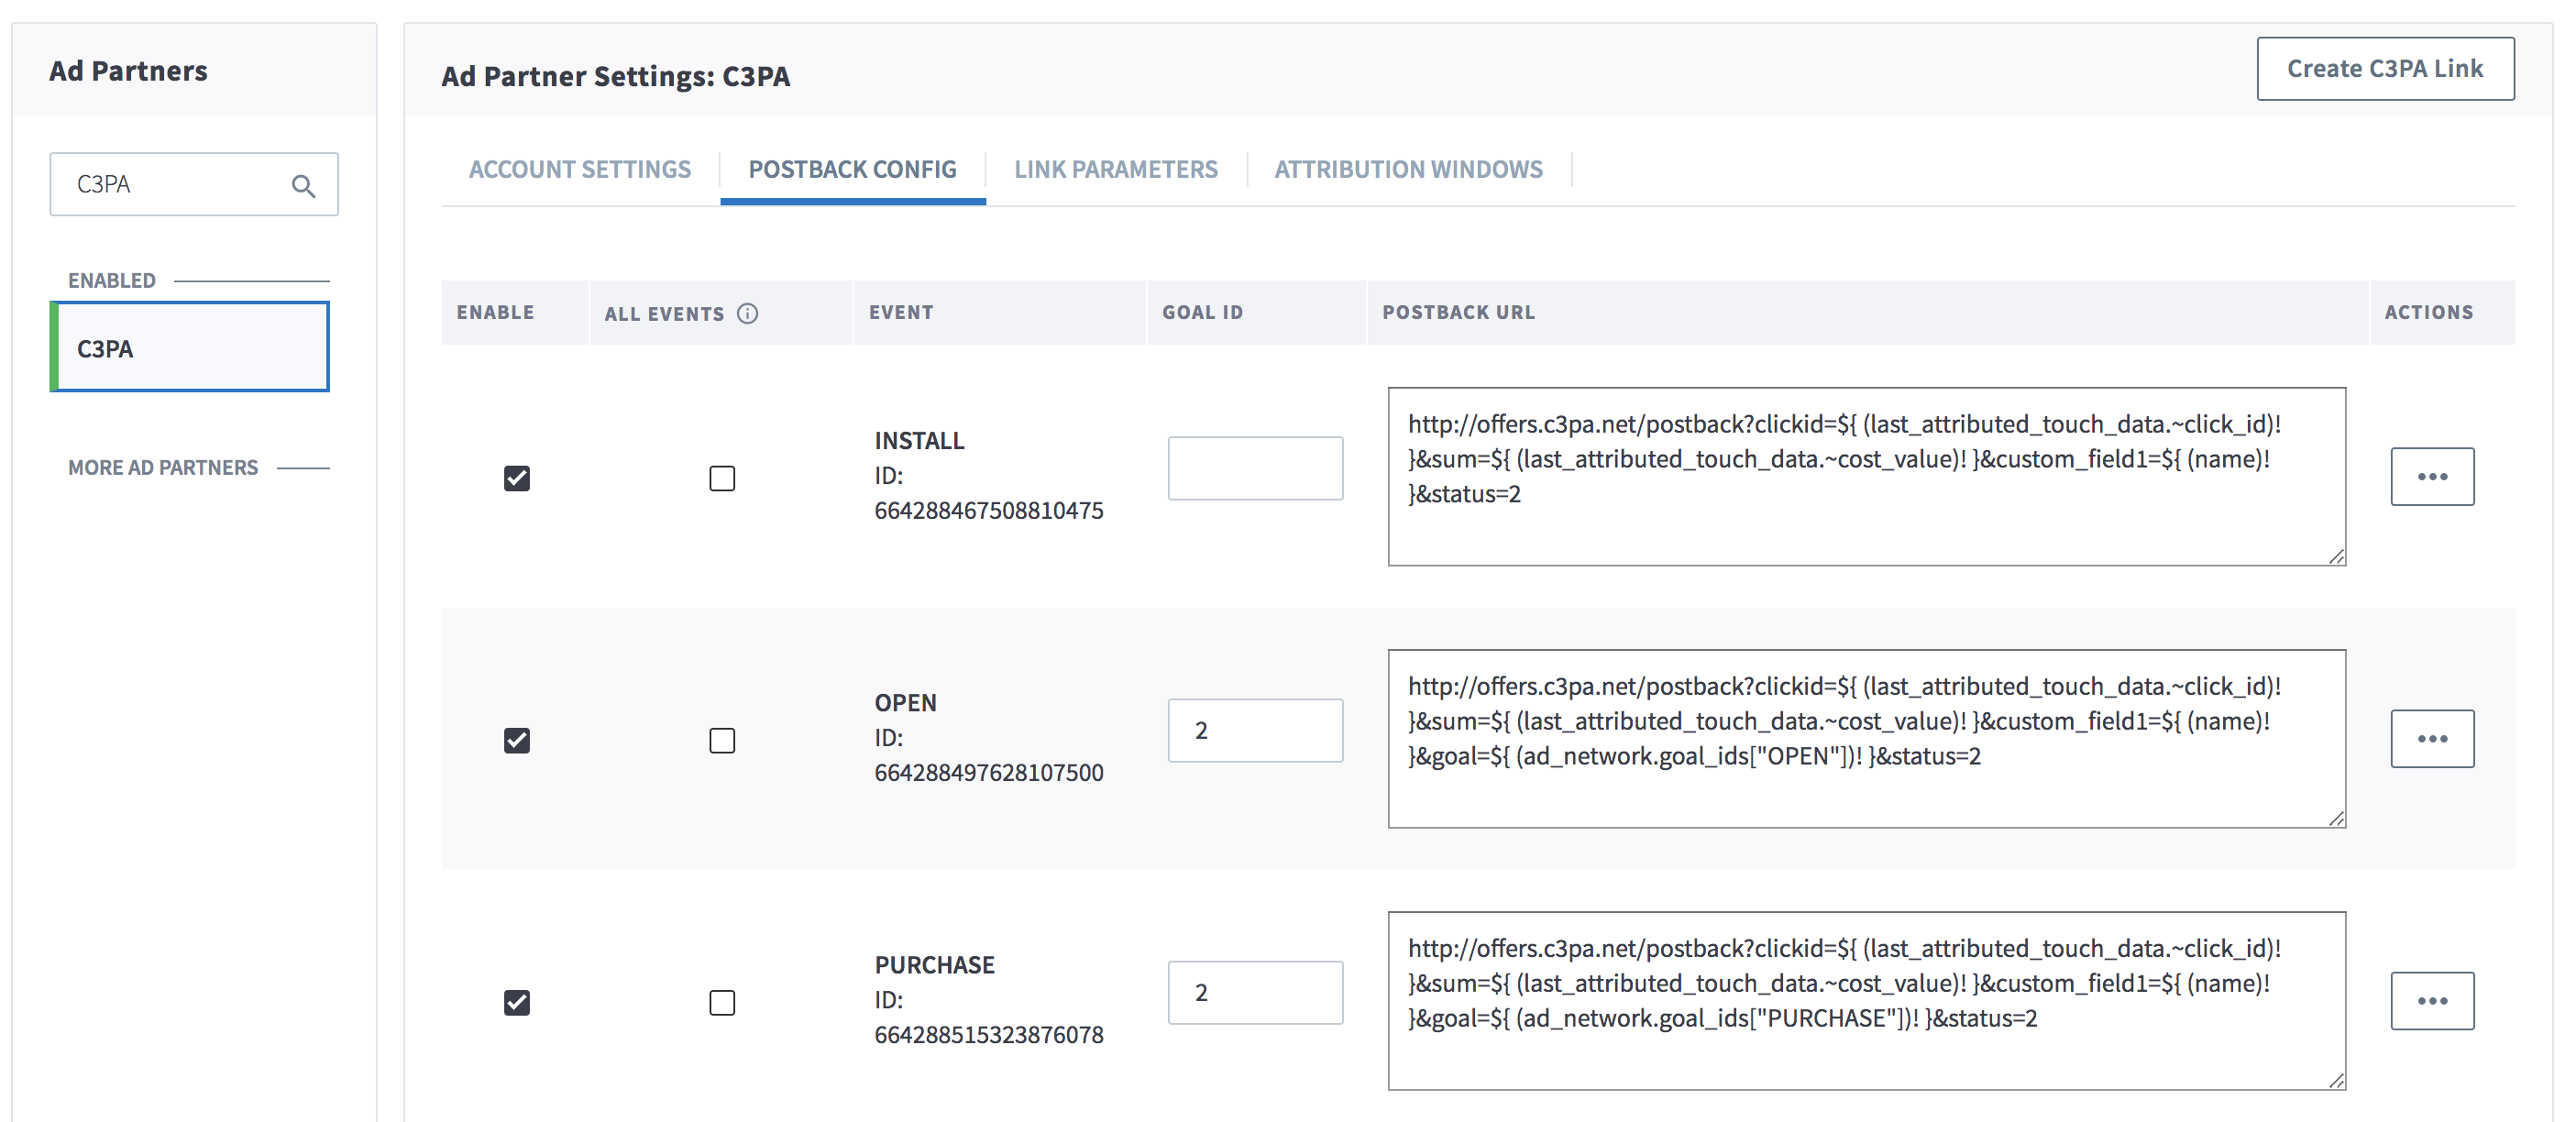 Ad Partners
C3PA
ENABLED
C3PA
MORE AD PARTNERS
Ad Partner Settings: C3PA
Create C3PA Link
ACCOUNT SETTINGS
POSTBACK CONFIG
LINK PARAMETERS
ATTRIBUTION WINDOWS
ENABLE
ALL EVENTS
EVENT
GOAL ID
POSTBACK URL
ACTIONS
INSTALL
ID:
664288467508810475
http://offers.c3pa.net/postback?clickid=${ (last_attributed_touch_data.~click_id)!
}&sum=${ (last_attributed_touch_data.~cost_value)! }&custom_field1=${ (name)!
}&status=2
OPEN
ID:
664288497628107500
2
http://offers.c3pa.net/postback?clickid=${ (last_attributed_touch_data.~click_id)!
}&sum=${ (last_attributed_touch_data.~cost_value)! }&custom_field1=${ (name)!
}&goal=${ (ad_network.goal_ids["OPEN"])! }&status=2
PURCHASE
ID:
664288515323876078
2
http://offers.c3pa.net/postback?clickid=${ (last_attributed_touch_data.~click_id)!
}&sum=${ (last_attributed_touch_data.~cost_value)! }&custom_field1=${ (name)!
}&goal=${ (ad_network.goal_ids["PURCHASE"])! }&status=2